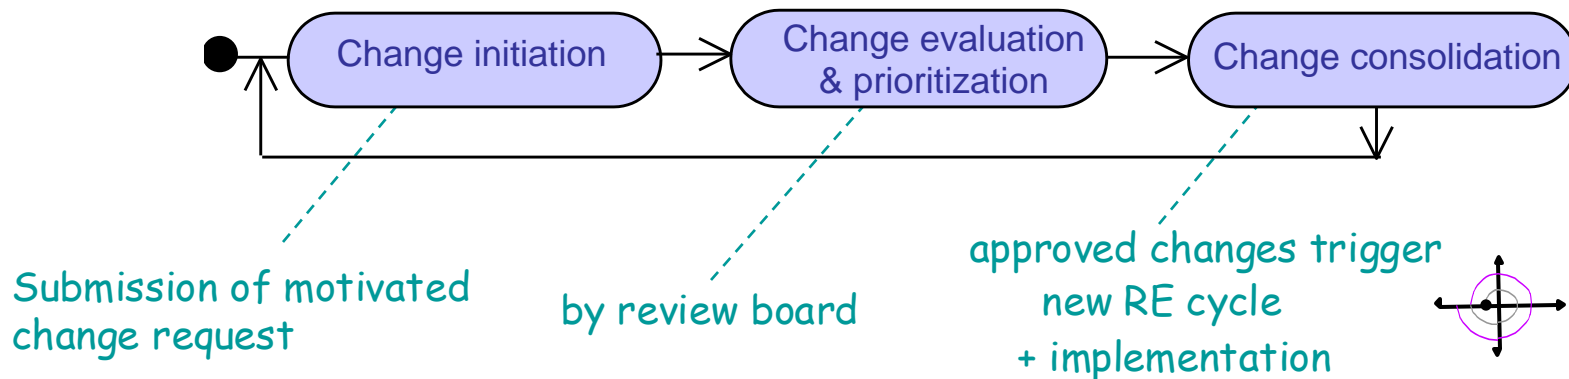 Change initiation
Change evaluation
& prioritization
Change consolidation
Submission of motivated
change request
by review board
approved changes trigger
new RE cycle
+ implementation